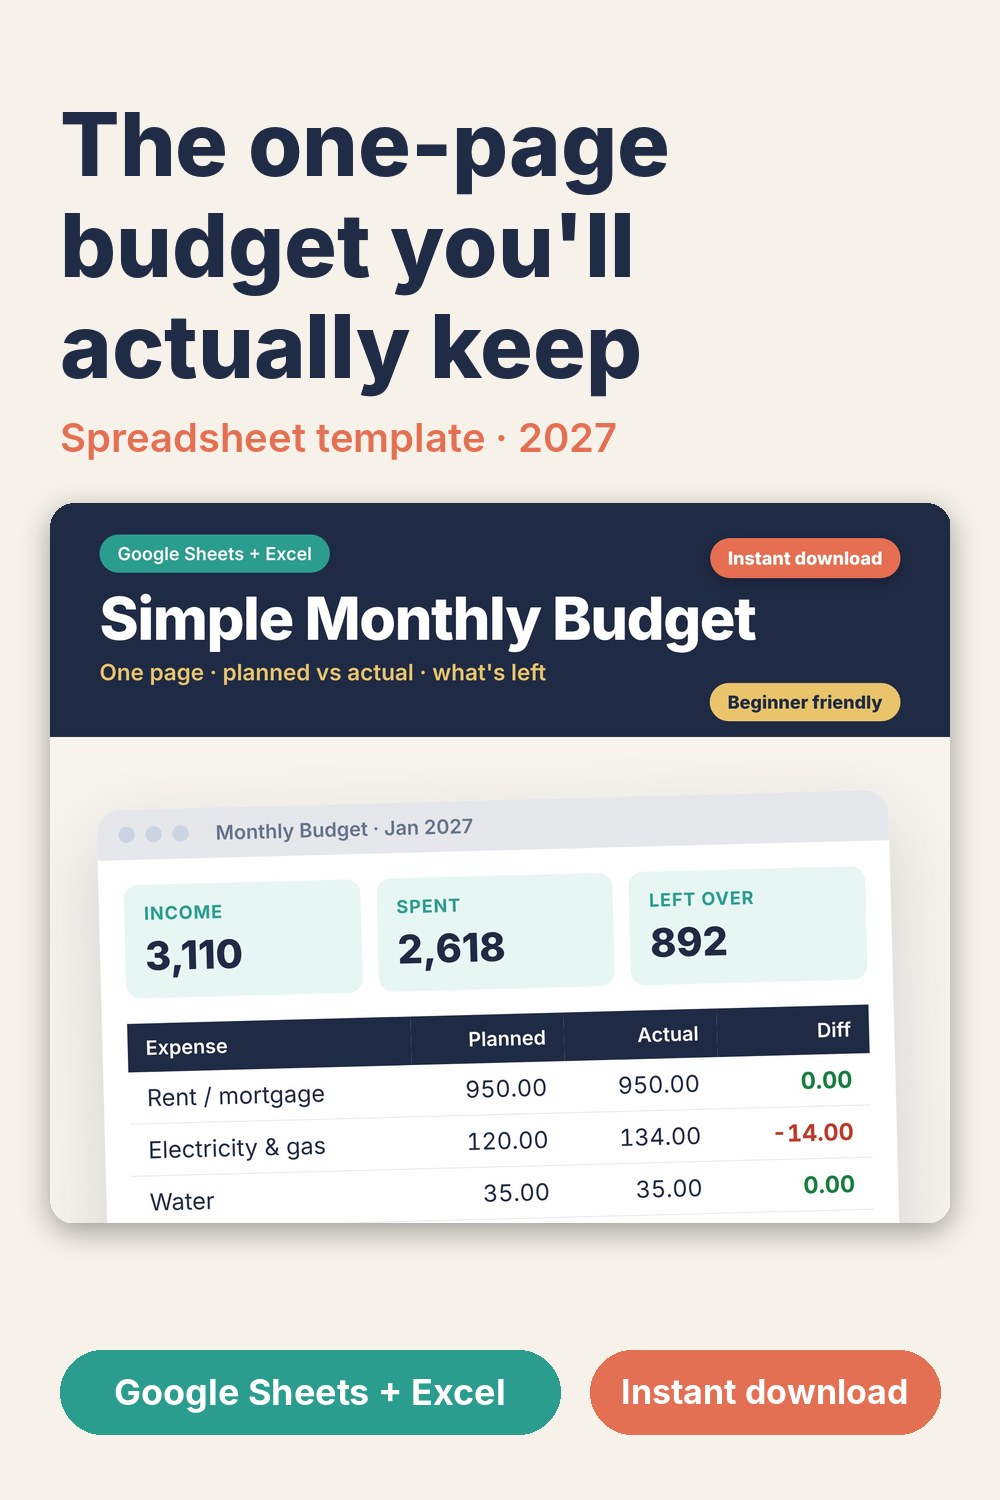 The one-page
budget you'll
actually keep
Spreadsheet template · 2027
Google Sheets + Excel
Instant download
Simple Monthly Budget
One page · planned vs actual · what's left
Beginner friendly
Monthly Budget · Jan 2027
INCOME SPENT LEFT OVER
3,110 2,618 892
Expense Planned Actual Diff
Rent / mortgage 950.00 950.00 0.00
Electricity & gas 120.00 134.00 -14.00
Water 35.00 35.00 0.00
Google Sheets + Excel
Instant download